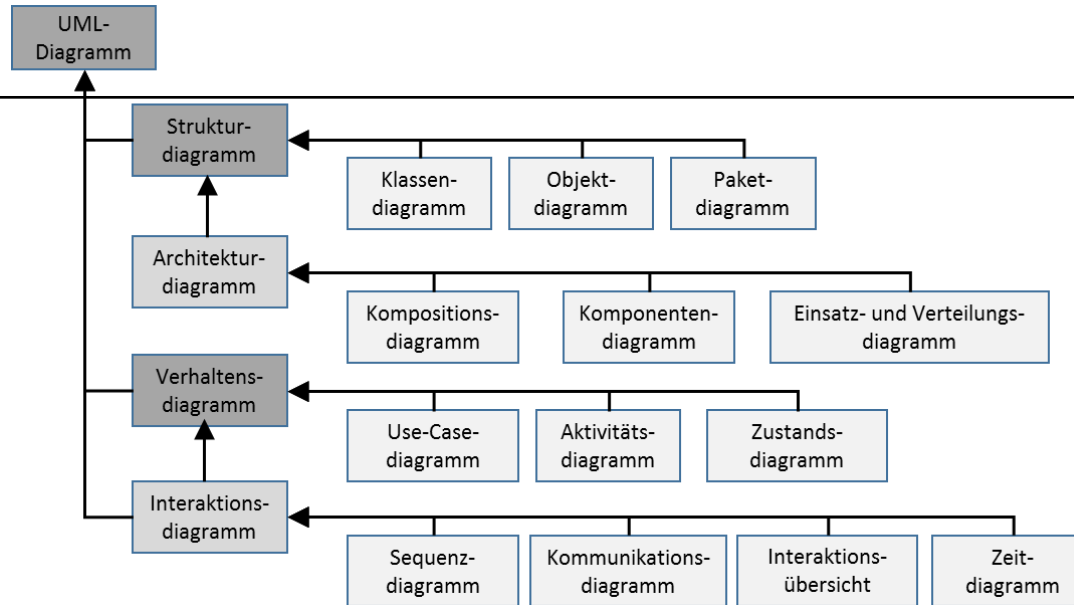 UML-
Diagramm
Struktur-
diagramm
Klassen-
diagramm
Objekt-
diagramm
Paket-
diagramm
Architektur-
diagramm
Kompositions-
diagramm
Komponenten-
diagramm
Einsatz- und Verteilungs-
diagramm
Verhaltens-
diagramm
Use-Case-
diagramm
Aktivitäts-
diagramm
Zustands-
diagramm
Interaktions-
diagramm
Sequenz-
diagramm
Kommunikations-
diagramm
Interaktions-
übersicht
Zeit-
diagramm